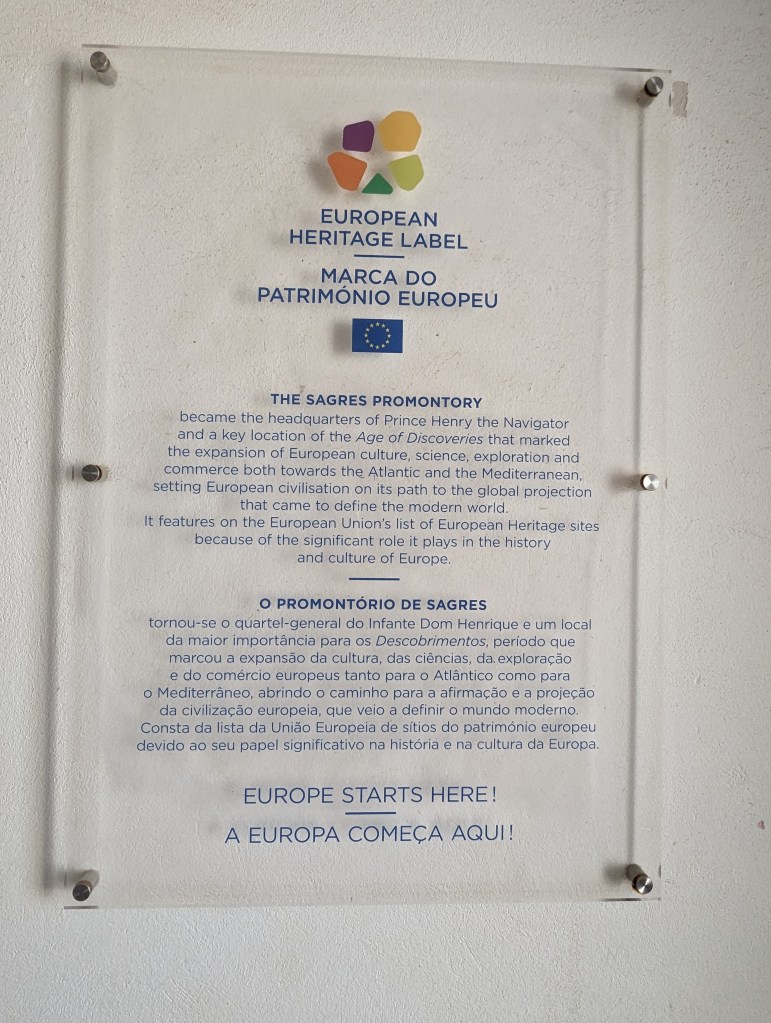 EUROPEAN
HERITAGE LABEL
MARCA DO
PATRIMÓNIO EUROPEU
THE SAGRES PROMONTORY
became the headquarters of Prince Henry the Navigator
and a key location of the Age of Discoveries that marked
the expansion of European culture, science, exploration and
commerce both towards the Atlantic and the Mediterranean,
setting European civilisation on its path to the global projection
that came to define the modern world.
It features on the European Union's list of European Heritage sites
because of the significant role it plays in the history
and culture of Europe.
O PROMONTÓRIO DE SAGRES
tornou-se o quartel-general do Infante Dom Henrique e um local
da maior importância para os Descobrimentos, período que
marcou a expansão da cultura, das ciências, da exploração
e do comércio europeus tanto para o Atlântico como para
o Mediterrâneo, abrindo o caminho para a afirmação e a projeção
da civilização europeia, que veio a definir o mundo moderno.
Consta da lista da União Europeia de sítios do património europeu
devido ao seu papel significativo na história e na cultura da Europa.
EUROPE STARTS HERE!
A EUROPA COMEÇA AQUI!